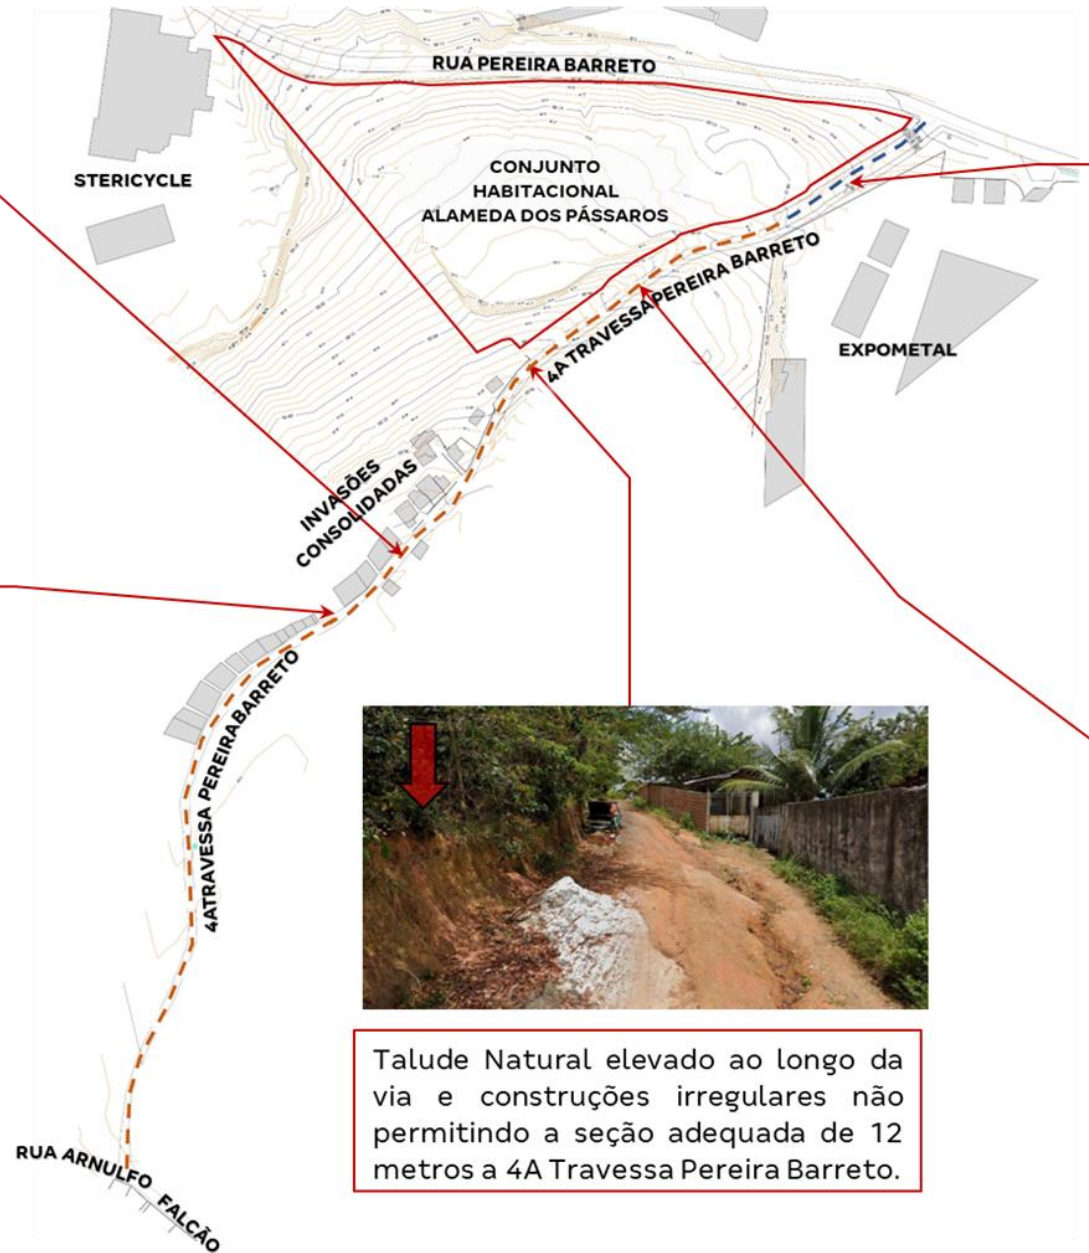 RUA PEREIRA BARRETO
STERICYCLE
CONJUNTO
HABITACIONAL
ALAMEDA DOS PÁSSAROS
4A TRAVESSA PEREIRA BARRETO
EXPOMETAL
INVASÕES
CONSOLIDADAS
4A TRAVESSA PEREIRA BARRETO
Talude Natural elevado ao longo da
via e construções irregulares não
permitindo a seção adequada de 12
metros a 4A Travessa Pereira Barreto.
RUA ARNULFO FALCÃO